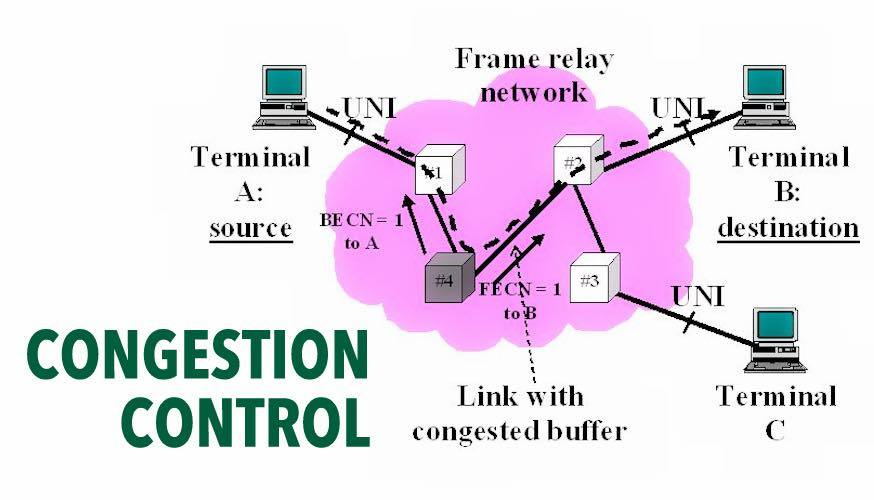 Frame relay
network
UNI
UNI
Terminal
A:
source
#1
#2
Terminal
B:
destination
BECN = 1
to A
#4
FECN = 1
to B
#3
UNI
CONGESTION
CONTROL
Link with
congested buffer
Terminal
C